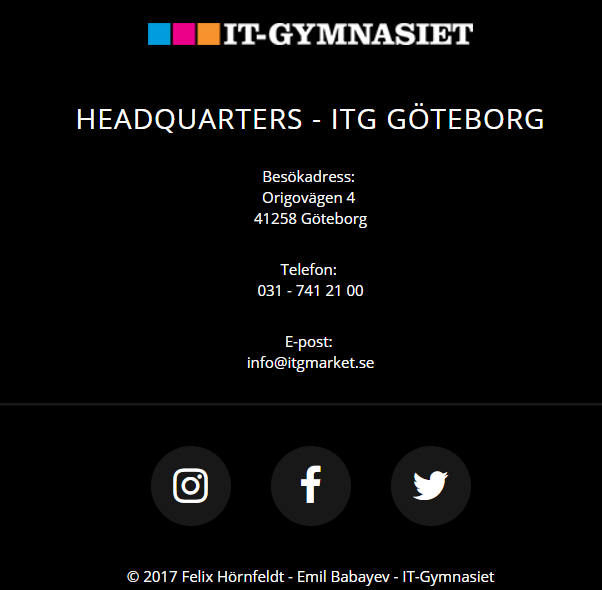 IT-GYMNASIET
HEADQUARTERS - ITG GÖTEBORG
Besökadress:
Origovägen 4
41258 Göteborg
Telefon:
031 - 741 21 00
E-post:
info@itgmarket.se
© 2017 Felix Hörnfeldt - Emil Babayev - IT-Gymnasiet